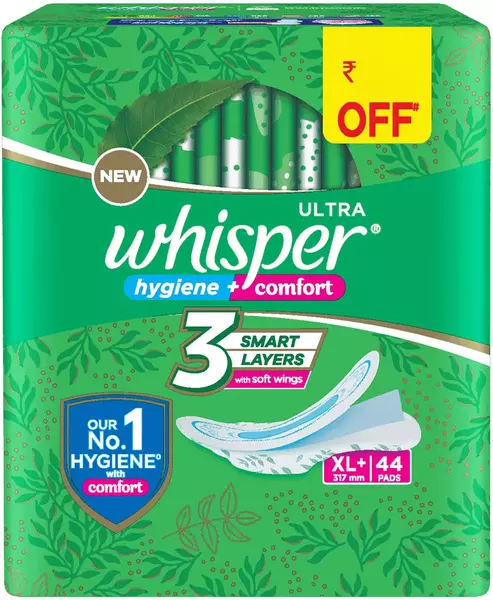 ₹
OFF#
NEW
ULTRA
whisper®
hygiene + comfort
3 SMART
LAYERS
with soft wings
OUR
No.1
HYGIENE◊
with
comfort
XL+ 44
317 mm PADS